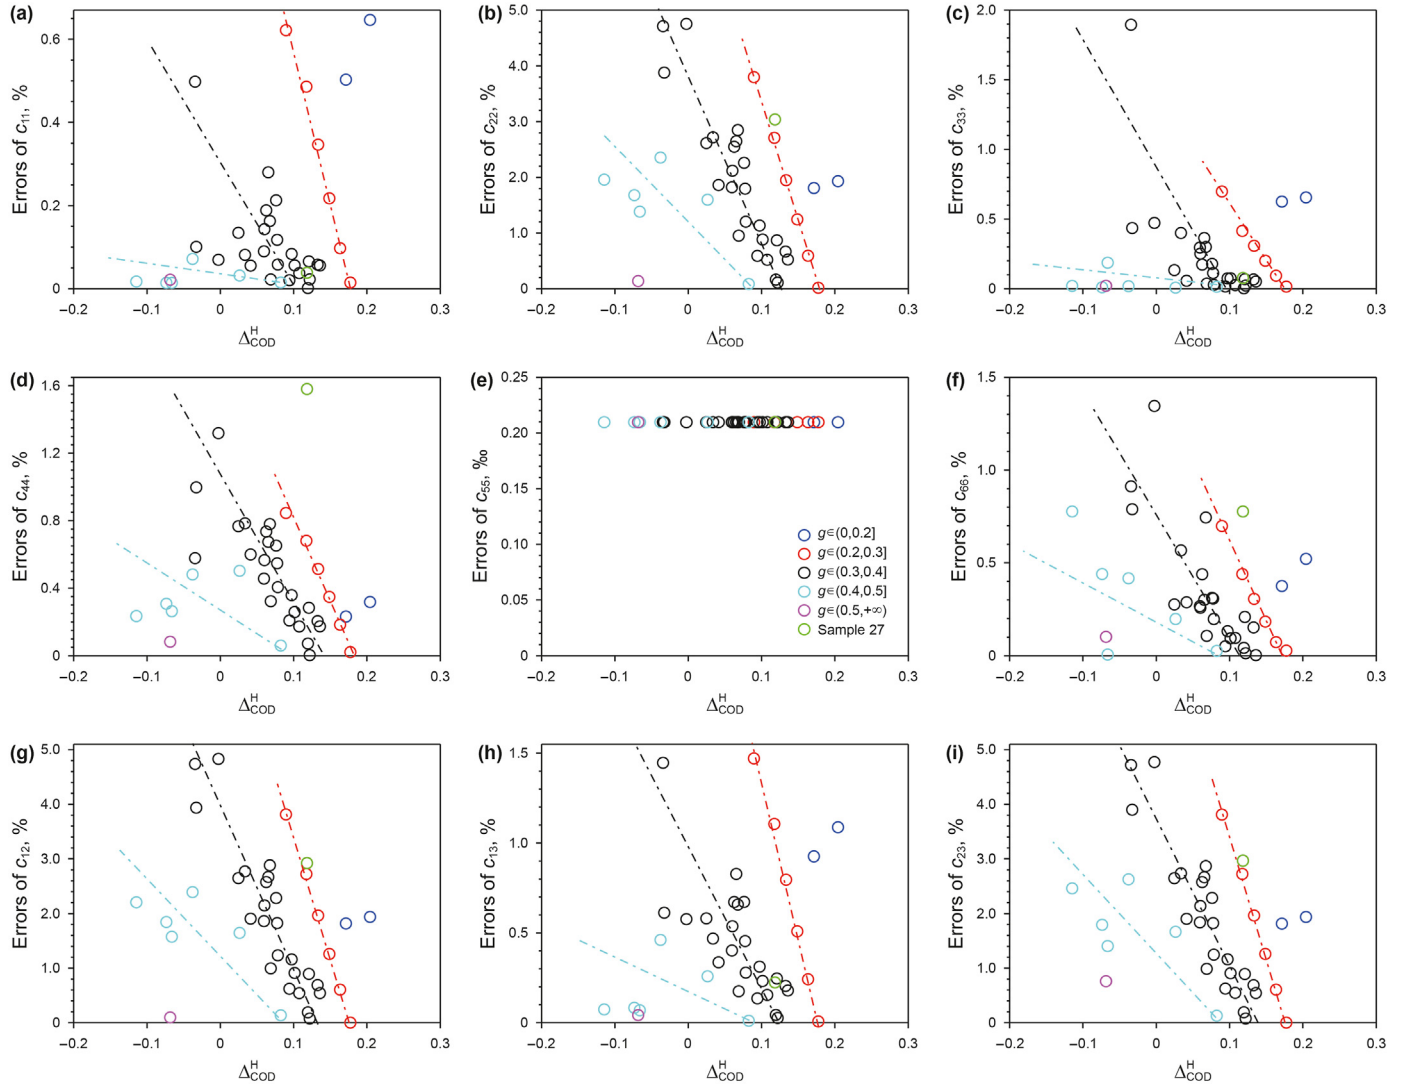 (a)
Errors of c11, %
0.6
0.4
0.2
0
−0.2 −0.1 0 0.1 0.2 0.3
ΔHCOD
(b)
Errors of c22, %
5.0
4.0
3.0
2.0
1.0
0
−0.2 −0.1 0 0.1 0.2 0.3
ΔHCOD
(c)
Errors of c33, %
2.0
1.5
1.0
0.5
0
−0.2 −0.1 0 0.1 0.2 0.3
ΔHCOD
(d)
Errors of c44, %
1.6
1.2
0.8
0.4
0
−0.2 −0.1 0 0.1 0.2 0.3
ΔHCOD
(e)
Errors of c55, ‰
0.25
0.20
0.15
0.10
0.05
0
g∈(0,0.2]
g∈(0.2,0.3]
g∈(0.3,0.4]
g∈(0.4,0.5]
g∈(0.5,+∞)
Sample 27
−0.2 −0.1 0 0.1 0.2 0.3
ΔHCOD
(f)
Errors of c66, %
1.5
1.0
0.5
0
−0.2 −0.1 0 0.1 0.2 0.3
ΔHCOD
(g)
Errors of c12, %
5.0
4.0
3.0
2.0
1.0
0
−0.2 −0.1 0 0.1 0.2 0.3
ΔHCOD
(h)
Errors of c13, %
1.5
1.0
0.5
0
−0.2 −0.1 0 0.1 0.2 0.3
ΔHCOD
(i)
Errors of c23, %
5.0
4.0
3.0
2.0
1.0
0
−0.2 −0.1 0 0.1 0.2 0.3
ΔHCOD